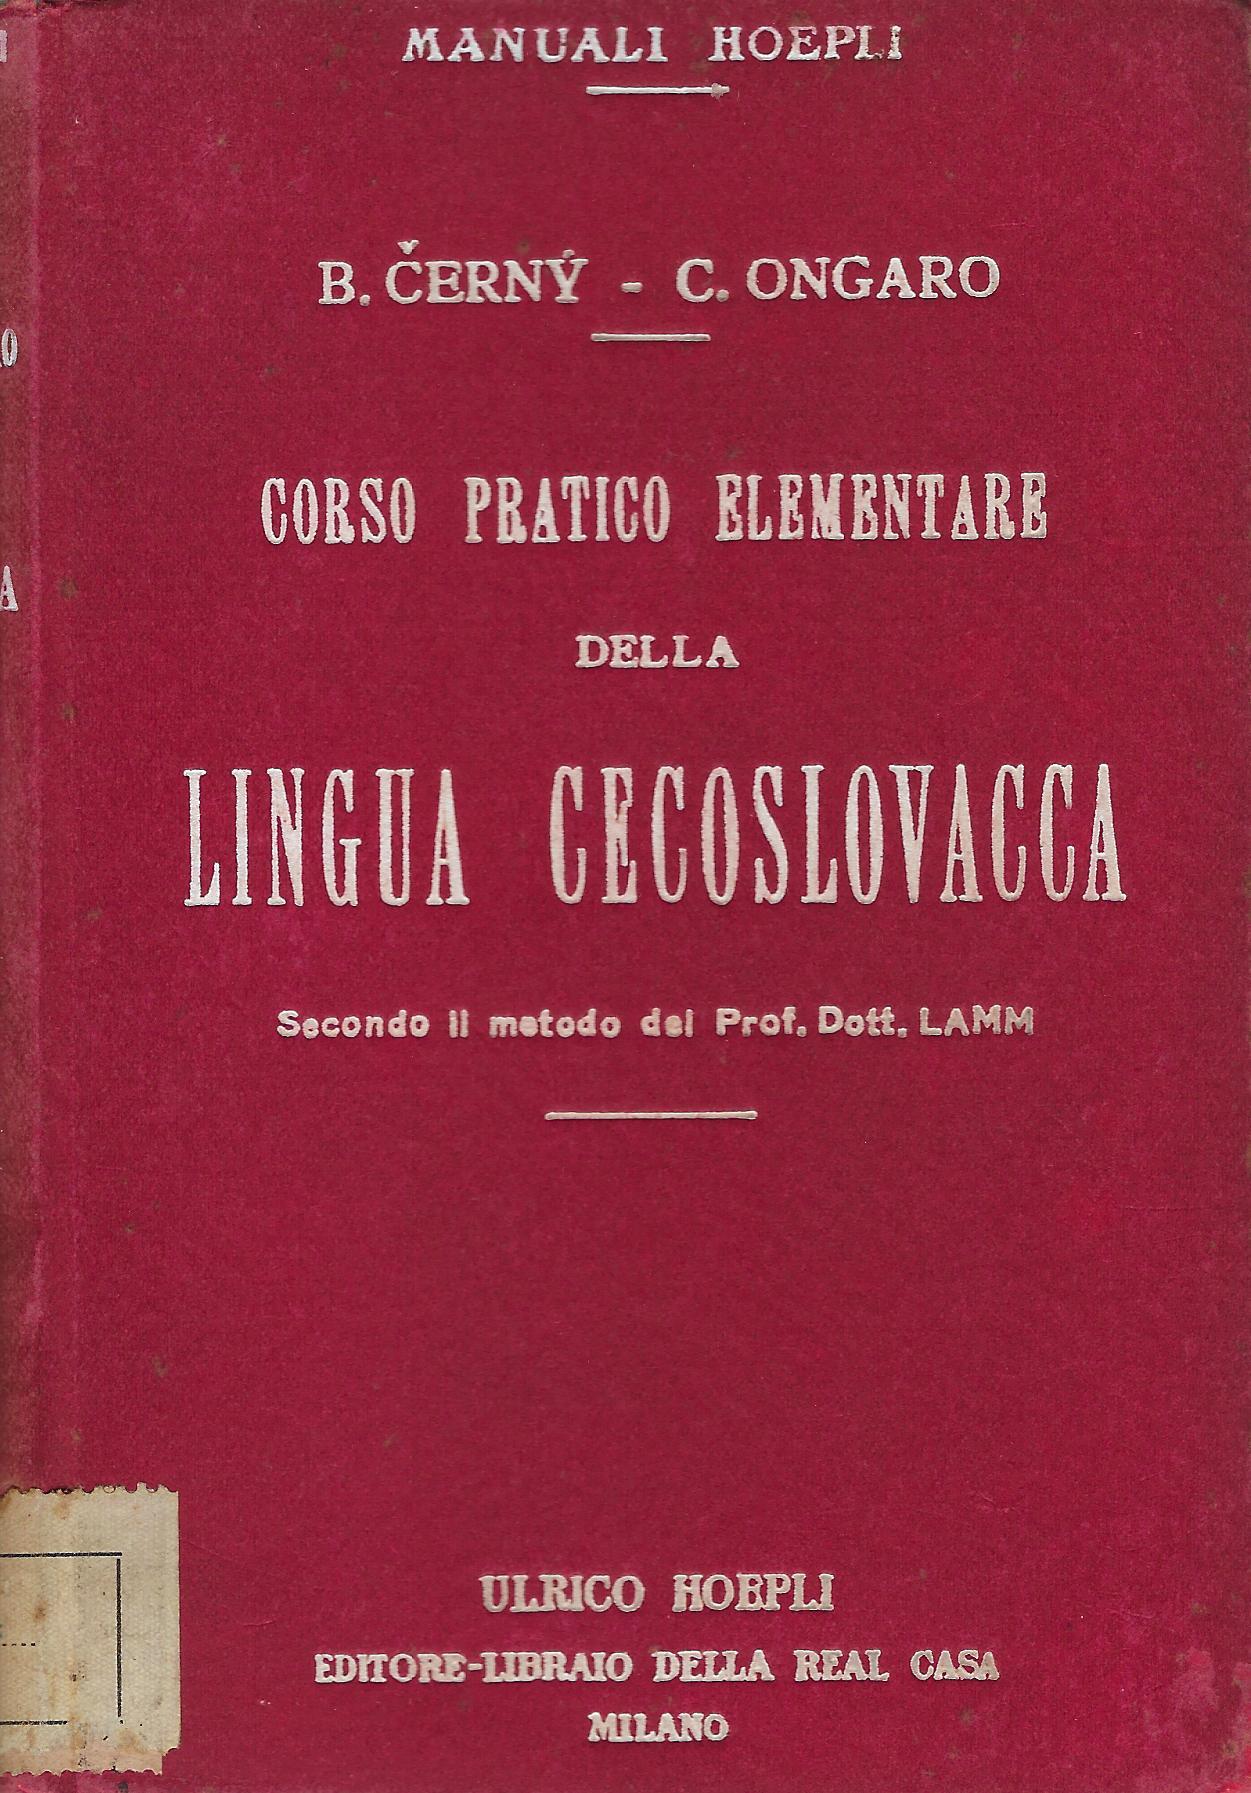 MANUALI HOEPLI
B. ČERNÝ - C. ONGARO
CORSO PRATICO ELEMENTARE
DELLA
LINGUA CECOSLOVACCA
Secondo il metodo del Prof. Dott. LAMM
ULRICO HOEPLI
EDITORE-LIBRAIO DELLA REAL CASA
MILANO